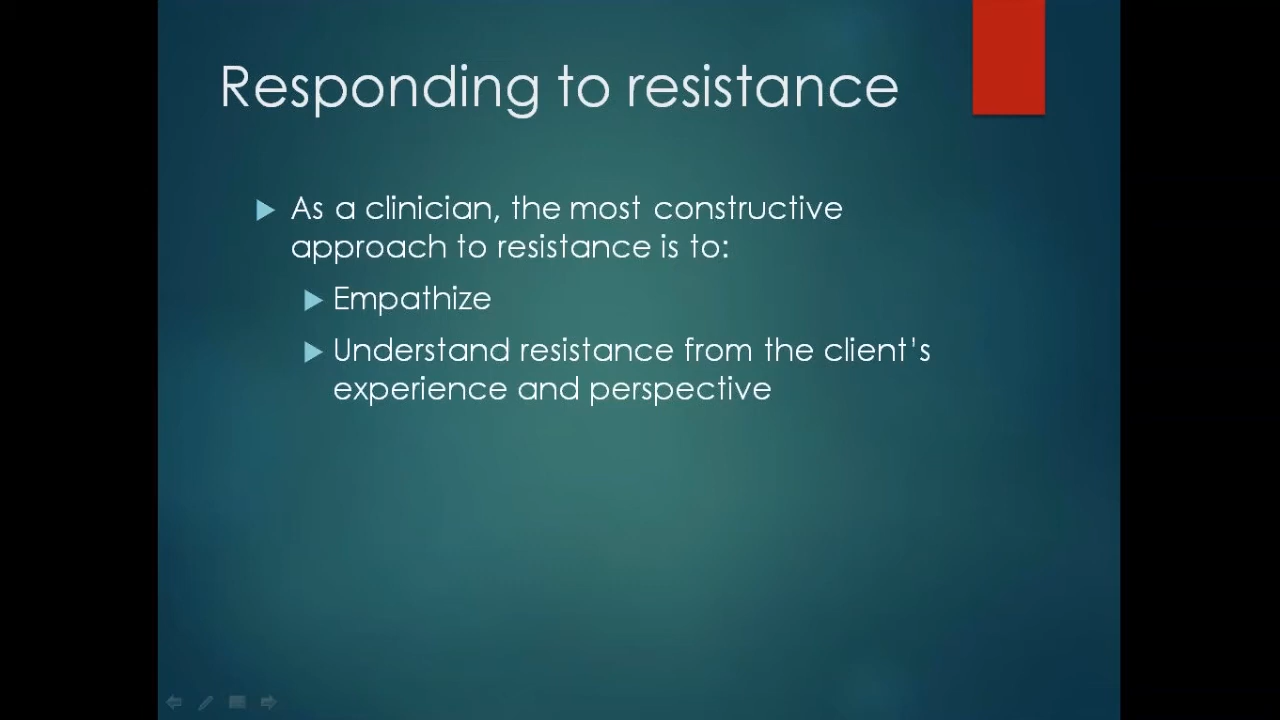 Responding to resistance
As a clinician, the most constructive
approach to resistance is to:
Empathize
Understand resistance from the client's
experience and perspective